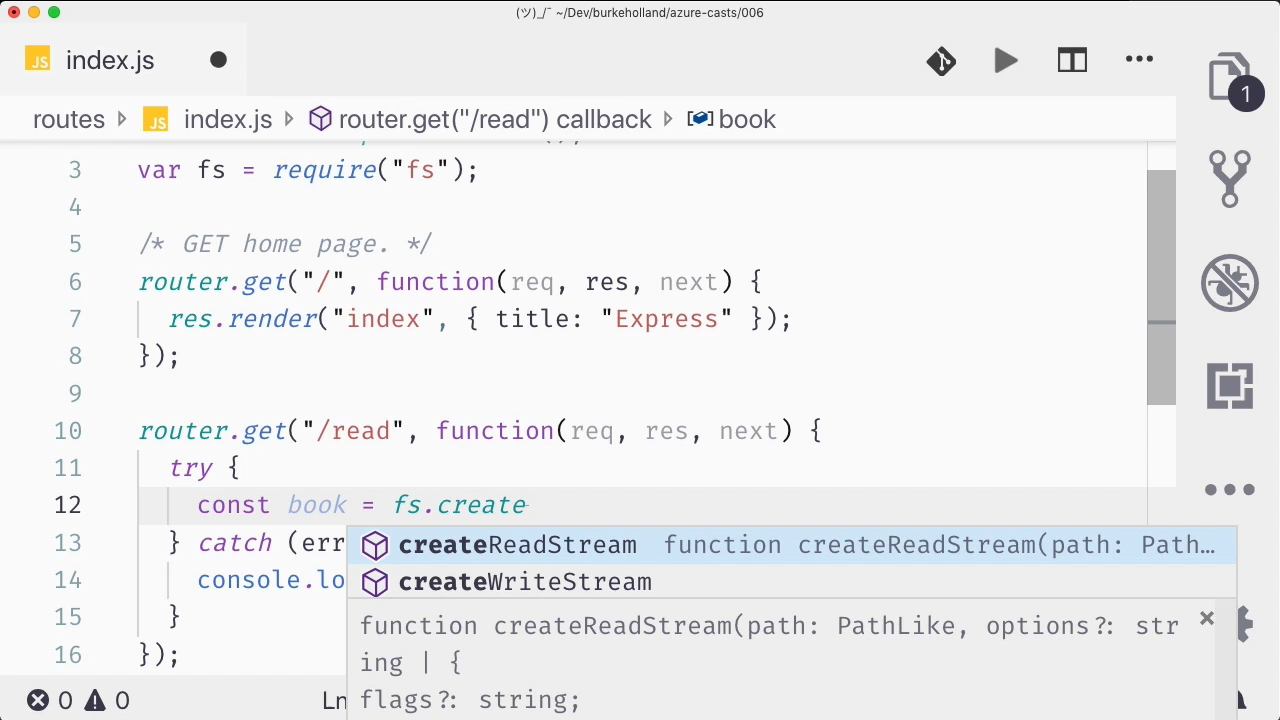 (ツ)_/¯ ~/Dev/burkeholland/azure-casts/006
JS index.js
1
routes JS index.js router.get("/read") callback book
3 var fs = require("fs");
4
5 /* GET home page. */
6 router.get("/", function(req, res, next) {
7 res.render("index", { title: "Express" });
8 });
9
10 router.get("/read", function(req, res, next) {
11 try {
12 const book = fs.create
13 } catch (err
14 console.lo
15 }
16 });
createReadStream function createReadStream(path: Path…
createWriteStream
function createReadStream(path: PathLike, options?: str
ing | {
flags?: string;
0 0 Ln